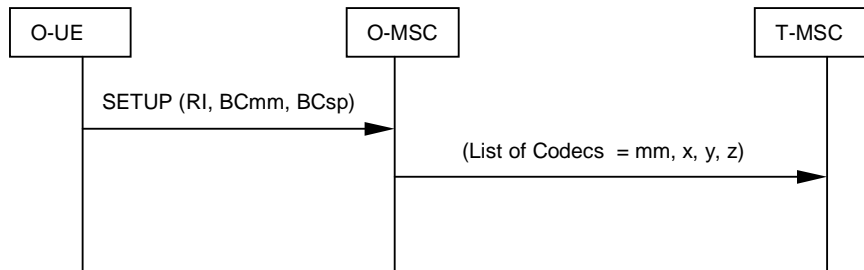 O-UE
O-MSC
T-MSC
SETUP (RI, BCmm, BCsp)
(List of Codecs = mm, x, y, z)